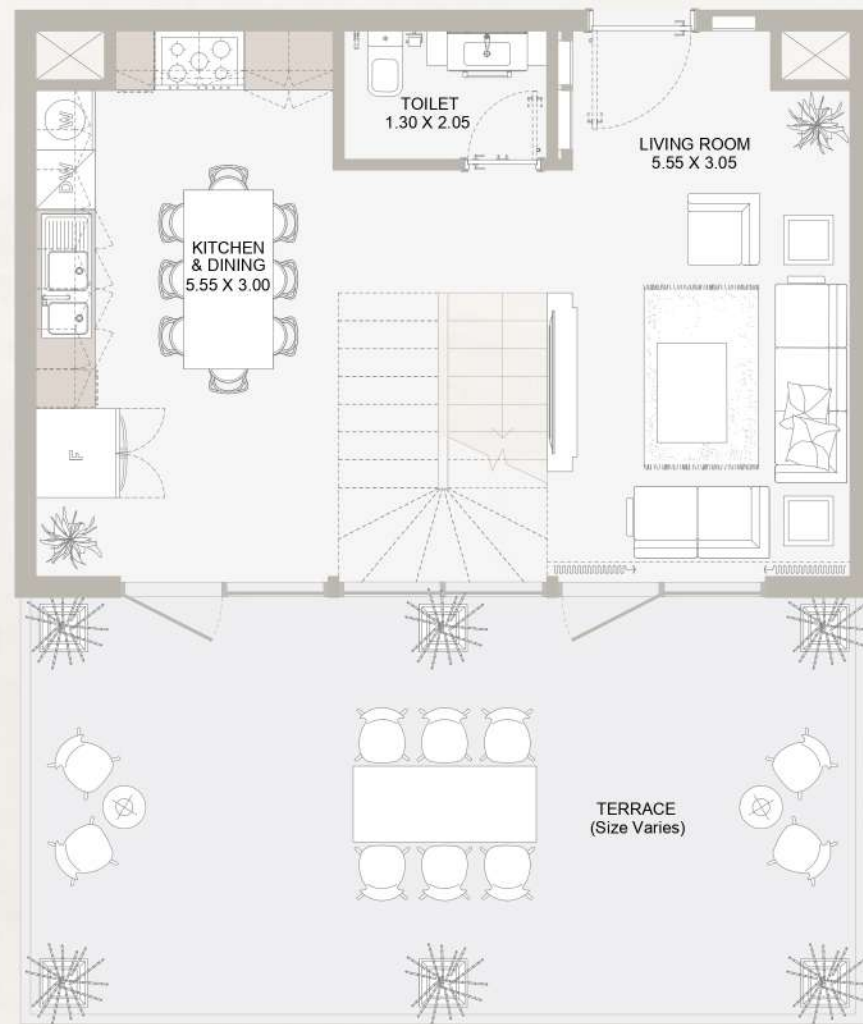 TOILET
1.30 X 2.05
LIVING ROOM
5.55 X 3.05
W
DW
KITCHEN
& DINING
5.55 X 3.00
F
TERRACE
(Size Varies)